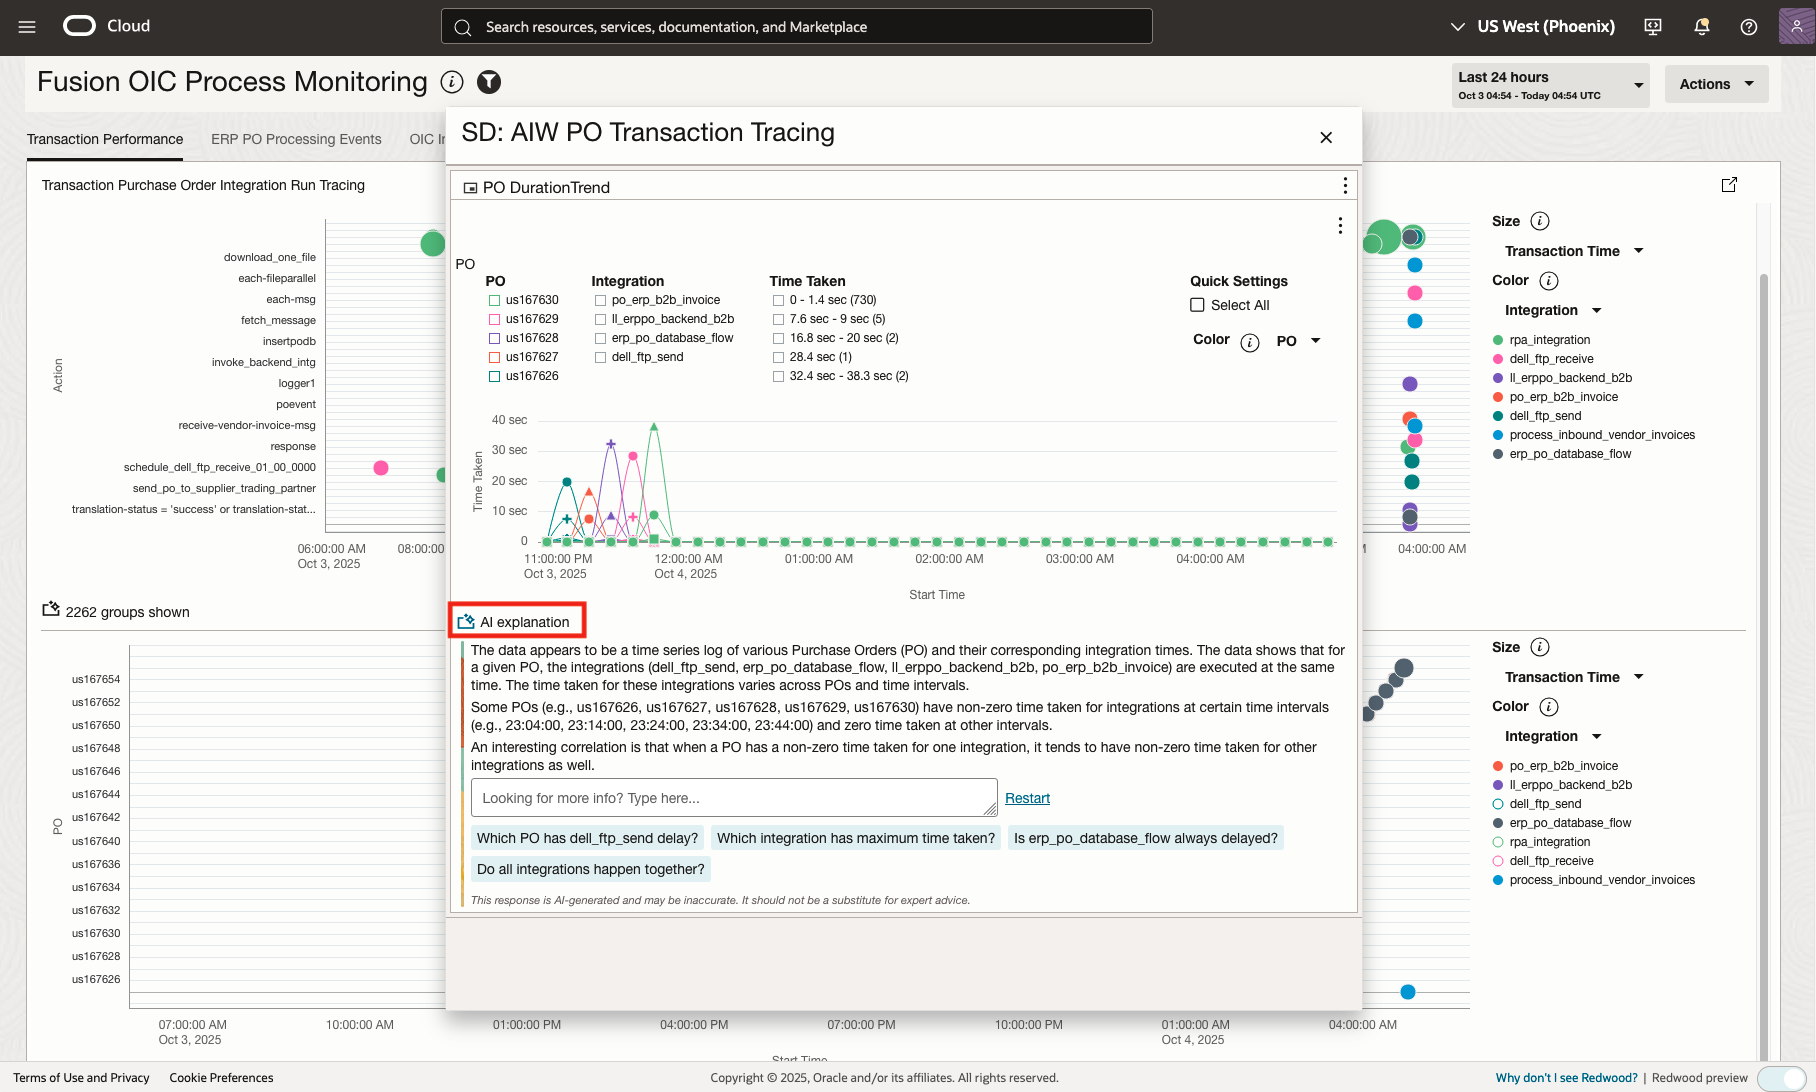 Cloud
Search resources, services, documentation, and Marketplace
US West (Phoenix)
Fusion OIC Process Monitoring
Last 24 hours
Oct 3 04:54 - Today 04:54 UTC
Actions
Transaction Performance
ERP PO Processing Events
OIC
Transaction Purchase Order Integration Run Tracing
Action
download_one_file
each-fileparallel
each-msg
fetch_message
insertpodb
invoke_backend_intg
logger1
poevent
receive-vendor-invoice-msg
response
schedule_dell_ftp_receive_01_00_0000
send_po_to_supplier_trading_partner
translation-status = 'success' or translation-stat...
06:00:00 AM
Oct 3, 2025
08:00:00
SD: AIW PO Transaction Tracing
PO DurationTrend
PO
PO
us167630
us167629
us167628
us167627
us167626
Integration
po_erp_b2b_invoice
ll_erppo_backend_b2b
erp_po_database_flow
dell_ftp_send
Time Taken
0 - 1.4 sec (730)
7.6 sec - 9 sec (5)
16.8 sec - 20 sec (2)
28.4 sec (1)
32.4 sec - 38.3 sec (2)
Quick Settings
Select All
Color
PO
Time Taken
40 sec
30 sec
20 sec
10 sec
0
11:00:00 PM
Oct 3, 2025
12:00:00 AM
Oct 4, 2025
01:00:00 AM
02:00:00 AM
03:00:00 AM
04:00:00 AM
Start Time
AI explanation
The data appears to be a time series log of various Purchase Orders (PO) and their corresponding integration times. The data shows that for
a given PO, the integrations (dell_ftp_send, erp_po_database_flow, ll_erppo_backend_b2b, po_erp_b2b_invoice) are executed at the same
time. The time taken for these integrations varies across POs and time intervals.
Some POs (e.g., us167626, us167627, us167628, us167629, us167630) have non-zero time taken for integrations at certain time intervals
(e.g., 23:04:00, 23:14:00, 23:24:00, 23:34:00, 23:44:00) and zero time taken at other intervals.
An interesting correlation is that when a PO has a non-zero time taken for one integration, it tends to have non-zero time taken for other
integrations as well.
Looking for more info? Type here...
Restart
Which PO has dell_ftp_send delay?
Which integration has maximum time taken?
Is erp_po_database_flow always delayed?
Do all integrations happen together?
This response is AI-generated and may be inaccurate. It should not be a substitute for expert advice.
04:00:00 AM
Size
Transaction Time
Color
Integration
rpa_integration
dell_ftp_receive
ll_erppo_backend_b2b
po_erp_b2b_invoice
dell_ftp_send
process_inbound_vendor_invoices
erp_po_database_flow
2262 groups shown
PO
us167654
us167652
us167650
us167648
us167646
us167644
us167642
us167640
us167636
us167634
us167632
us167630
us167628
us167626
07:00:00 AM
Oct 3, 2025
10:00:00 AM
01:00:00 PM
04:00:00 PM
07:00:00 PM
10:00:00 PM
01:00:00 AM
Oct 4, 2025
04:00:00 AM
Start Time
Size
Transaction Time
Color
Integration
po_erp_b2b_invoice
ll_erppo_backend_b2b
dell_ftp_send
erp_po_database_flow
rpa_integration
dell_ftp_receive
process_inbound_vendor_invoices
Terms of Use and Privacy
Cookie Preferences
Copyright © 2025, Oracle and/or its affiliates. All rights reserved.
Why don't I see Redwood?
Redwood preview